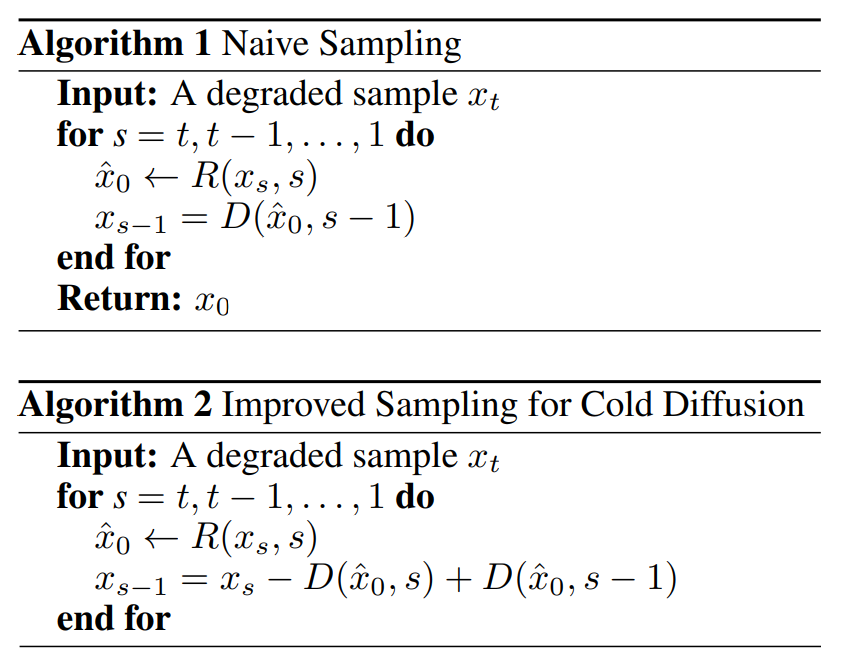 Algorithm 1 Naive Sampling
Input: A degraded sample $x_t$
for $s = t, t - 1, \ldots, 1$ do
$\hat{x}_0 \leftarrow R(x_s, s)$
$x_{s-1} = D(\hat{x}_0, s - 1)$
end for
Return: $x_0$
Algorithm 2 Improved Sampling for Cold Diffusion
Input: A degraded sample $x_t$
for $s = t, t - 1, \ldots, 1$ do
$\hat{x}_0 \leftarrow R(x_s, s)$
$x_{s-1} = x_s - D(\hat{x}_0, s) + D(\hat{x}_0, s - 1)$
end for